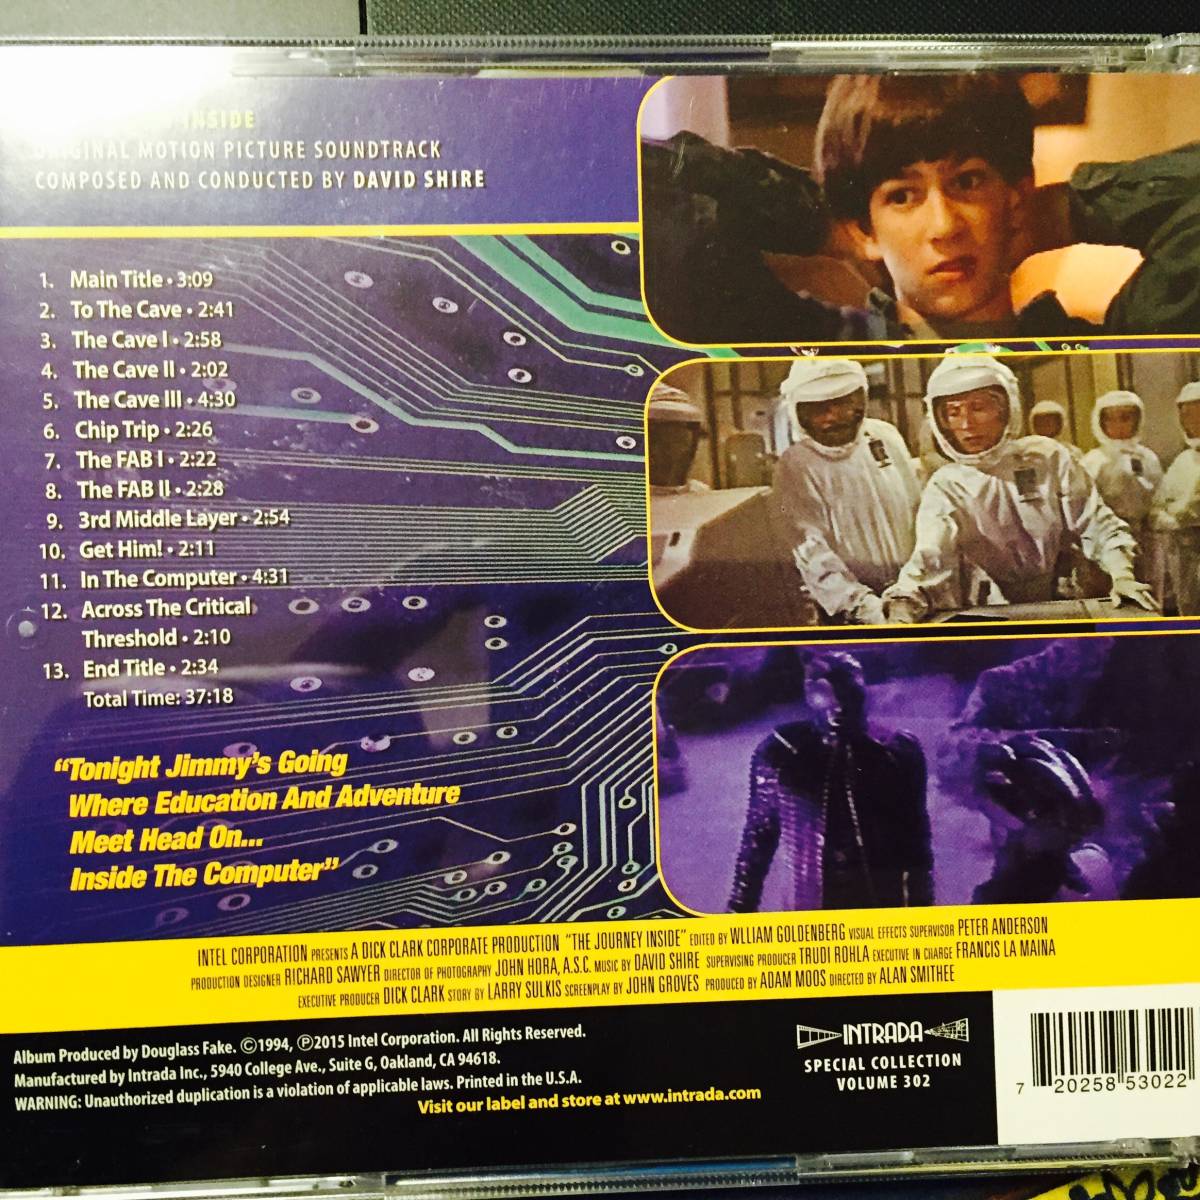 INSIDE
ORIGINAL MOTION PICTURE SOUNDTRACK
COMPOSED AND CONDUCTED BY DAVID SHIRE
1. Main Title • 3:09
2. To The Cave • 2:41
3. The Cave I • 2:58
4. The Cave II • 2:02
5. The Cave III • 4:30
6. Chip Trip • 2:26
7. The FAB I • 2:22
8. The FAB II • 2:28
9. 3rd Middle Layer • 2:54
10. Get Him! • 2:11
11. In The Computer • 4:31
12. Across The Critical
Threshold • 2:10
13. End Title • 2:34
Total Time: 37:18
“Tonight Jimmy’s Going
Where Education And Adventure
Meet Head On...
Inside The Computer”
INTEL CORPORATION PRESENTS A DICK CLARK CORPORATE PRODUCTION "THE JOURNEY INSIDE" EDITED BY WLLIAM GOLDENBERG VISUAL EFFECTS SUPERVISOR PETER ANDERSON
PRODUCTION DESIGNER RICHARD SAWYER DIRECTOR OF PHOTOGRAPHY JOHN HORA, A.S.C. MUSIC BY DAVID SHIRE SUPERVISING PRODUCER TRUDI ROHLA EXECUTIVE IN CHARGE FRANCIS LA MAINA
EXECUTIVE PRODUCER DICK CLARK STORY BY LARRY SULKIS SCREENPLAY BY JOHN GROVES PRODUCED BY ADAM MOOS DIRECTED BY ALAN SMITHEE
Album Produced by Douglass Fake. ©1994, ℗2015 Intel Corporation. All Rights Reserved.
Manufactured by Intrada Inc., 5940 College Ave., Suite G, Oakland, CA 94618.
WARNING: Unauthorized duplication is a violation of applicable laws. Printed in the U.S.A.
Visit our label and store at www.intrada.com
INTRADA
SPECIAL COLLECTION
VOLUME 302
7 20258 53022